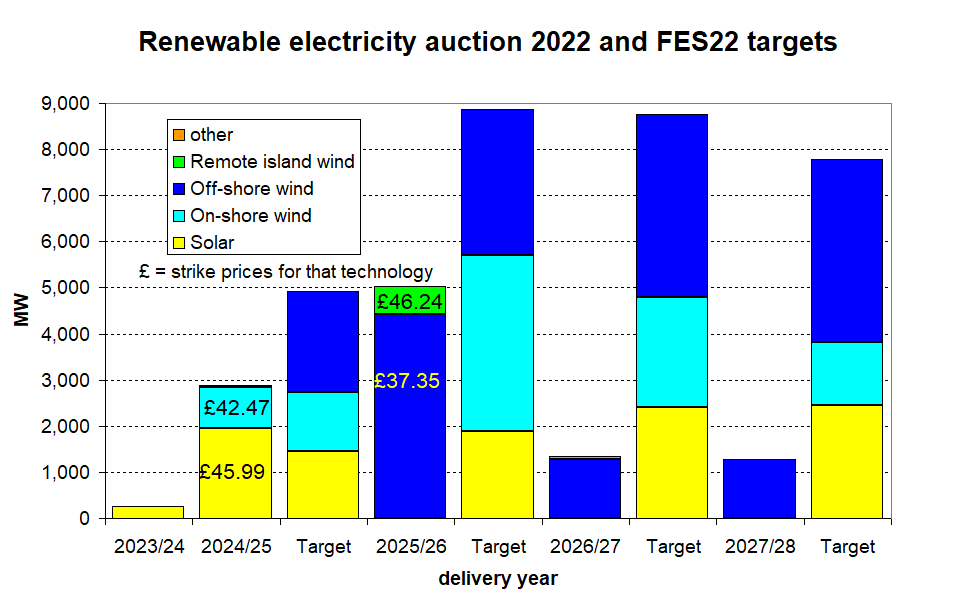 Renewable electricity auction 2022 and FES22 targets
9,000
8,000
7,000
6,000
5,000
4,000
3,000
2,000
1,000
0
MW
other
Remote island wind
Off-shore wind
On-shore wind
Solar
£ = strike prices for that technology
£46.24
£37.35
£42.47
£45.99
2023/24 2024/25 Target 2025/26 Target 2026/27 Target 2027/28 Target
delivery year